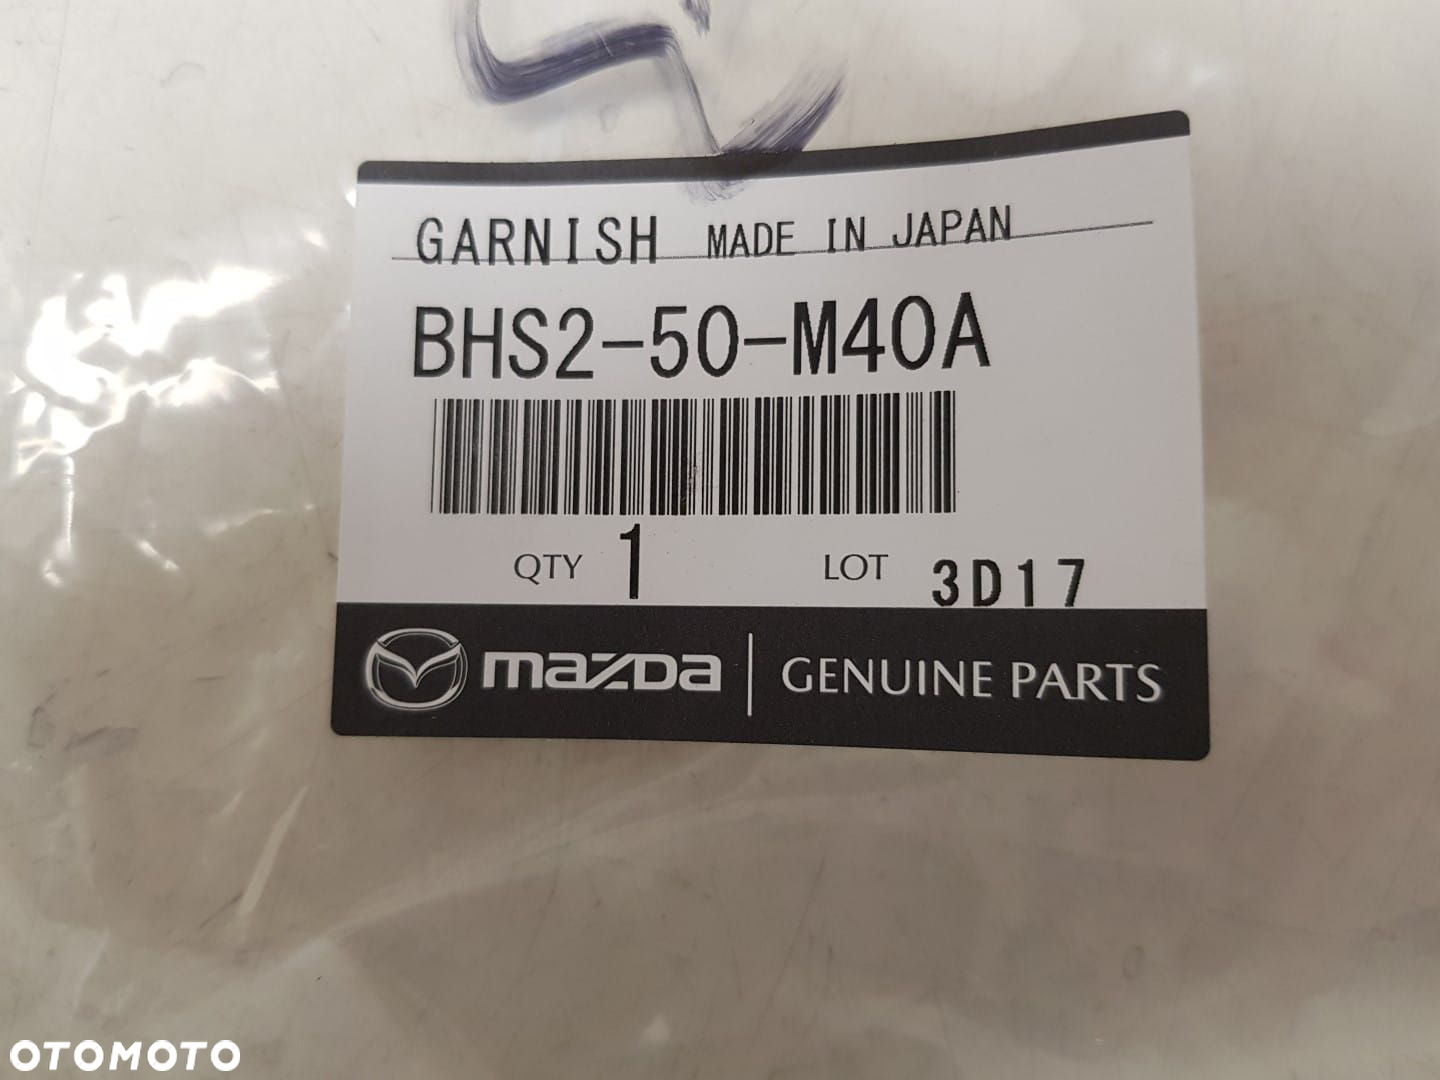 GARNISH MADE IN JAPAN
BHS2-50-M40A
QTY 1 LOT 3D17
mazda GENUINE PARTS
OTOMOTO